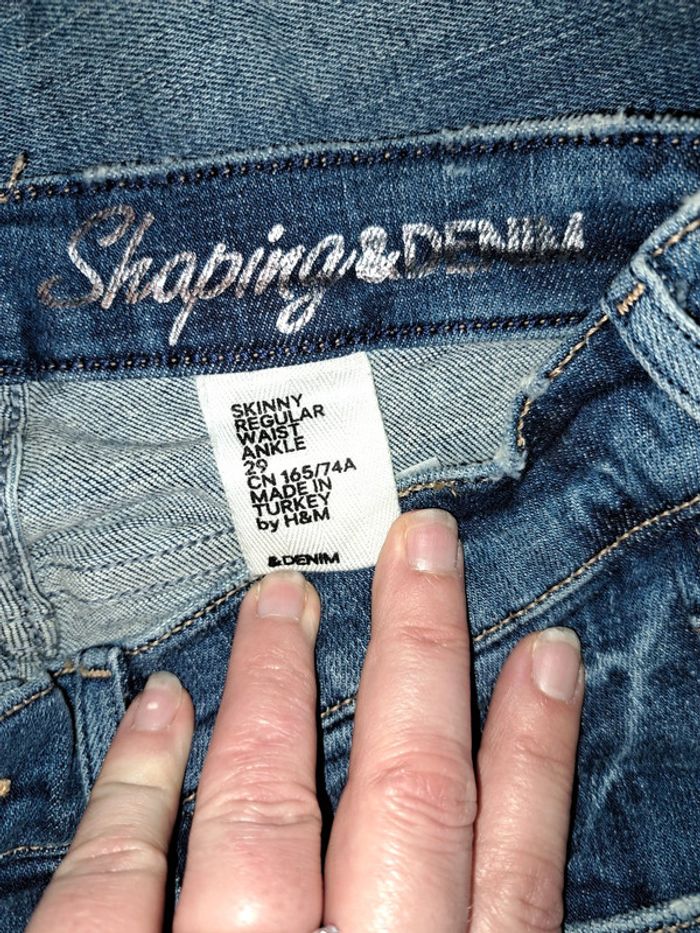 Shaping &DENIM
SKINNY
REGULAR
WAIST
ANKLE
29
CN 165/74A
MADE IN
TURKEY
by H&M
&DENIM